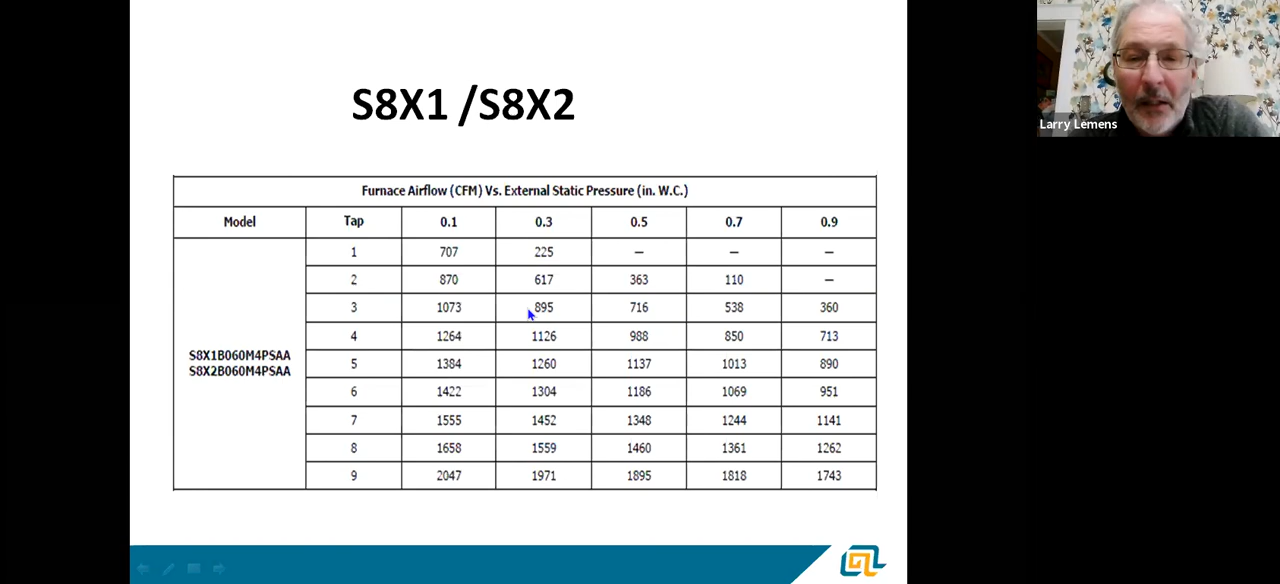 S8X1 /S8X2
Larry Lemens
Furnace Airflow (CFM) Vs. External Static Pressure (in. W.C.)
Model Tap 0.1 0.3 0.5 0.7 0.9
1 707 225 — — —
2 870 617 363 110 —
3 1073 895 716 538 360
4 1264 1126 988 850 713
S8X1B060M4PSAA
S8X2B060M4PSAA
5 1384 1260 1137 1013 890
6 1422 1304 1186 1069 951
7 1555 1452 1348 1244 1141
8 1658 1559 1460 1361 1262
9 2047 1971 1895 1818 1743